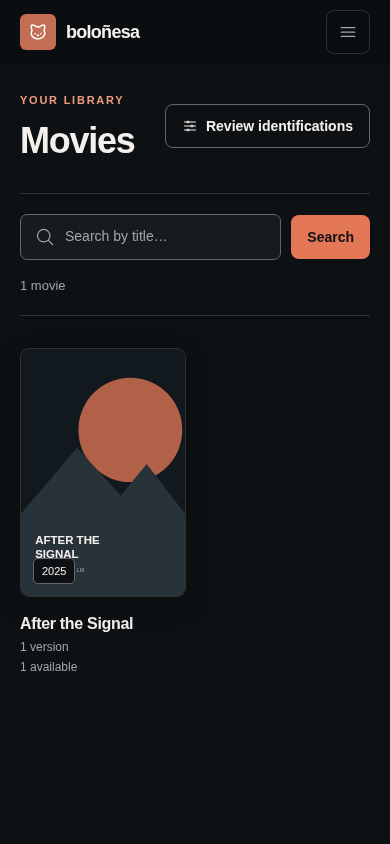 boloñesa
YOUR LIBRARY
Movies
Review identifications
Search by title…
Search
1 movie
AFTER THE
SIGNAL
2025
After the Signal
1 version
1 available